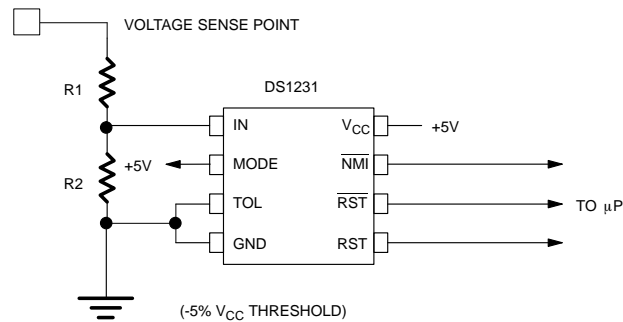 VOLTAGE SENSE POINT
R1
DS1231
IN
VCC
+5V
R2
+5V
MODE
NMI
TOL
RST
TO µP
GND
RST
(-5% VCC THRESHOLD)